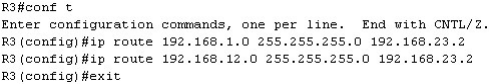 R3#conf t
Enter configuration commands, one per line.  End with CNTL/Z.
R3(config)#ip route 192.168.1.0 255.255.255.0 192.168.23.2
R3(config)#ip route 192.168.12.0 255.255.255.0 192.168.23.2
R3(config)#exit